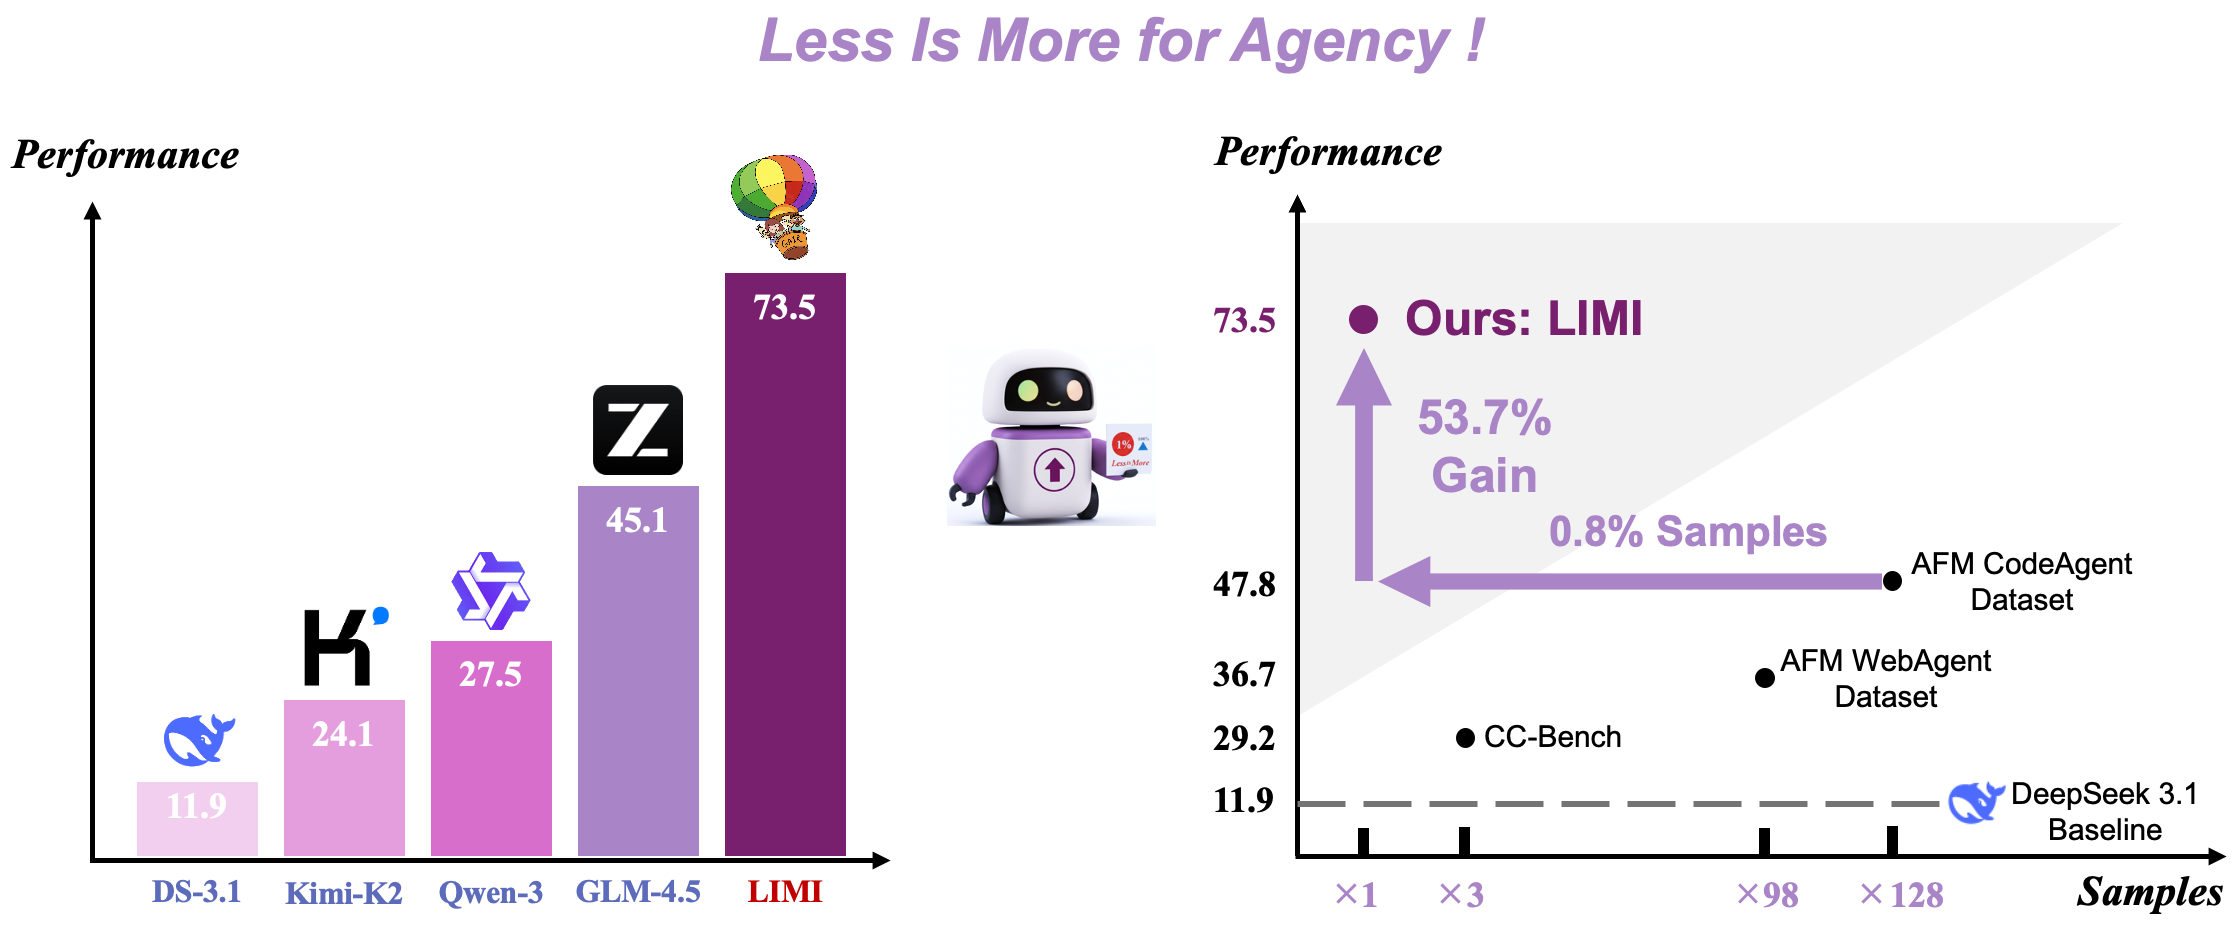 Less Is More for Agency !
Performance
73.5
45.1
27.5
24.1
11.9
DS-3.1
Kimi-K2
Qwen-3
GLM-4.5
LIMI
GAIR
1%
100%
Less is More
Performance
73.5
Ours: LIMI
53.7%
Gain
0.8% Samples
47.8
AFM CodeAgent
Dataset
36.7
AFM WebAgent
Dataset
29.2
CC-Bench
11.9
DeepSeek 3.1
Baseline
×1
×3
×98
×128
Samples